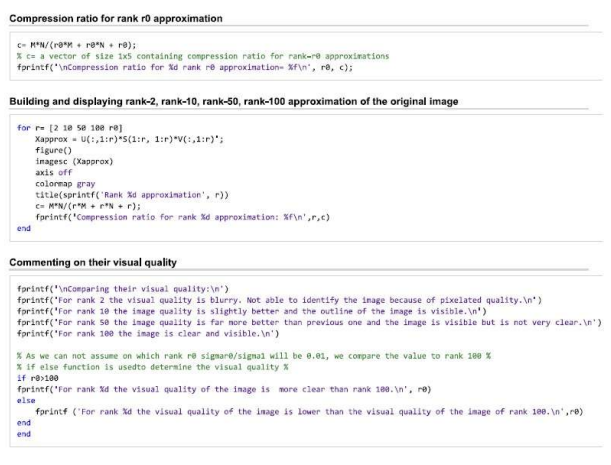 Compression ratio for rank r0 approximation
c= M*N/(r0*M + r0*N + r0);
% c= a vector of size 1x5 containing compression ratio for rank-r0 approximations
fprintf('\nCompression ratio for %d rank r0 approximation= %f\n', r0, c);
Building and displaying rank-2, rank-10, rank-50, rank-100 approximation of the original image
for r= [2 10 50 100 r0]
Xapprox = U(:,1:r)*S(1:r, 1:r)*V(:,1:r)';
figure()
imagesc (Xapprox)
axis off
colormap gray
title(sprintf('Rank %d approximation', r))
c= M*N/(r*M + r*N + r);
fprintf('Compression ratio for rank %d approximation: %f\n',r,c)
end
Commenting on their visual quality
fprintf('\nComparing their visual quality:\n')
fprintf('For rank 2 the visual quality is blurry. Not able to identify the image because of pixelated quality.\n')
fprintf('For rank 10 the image quality is slightly better and the outline of the image is visible.\n')
fprintf('For rank 50 the image quality is far more better than previous one and the image is visible but is not very clear.\n')
fprintf('For rank 100 the image is clear and visible.\n')
% As we can not assume on which rank r0 sigmar0/sigma1 will be 0.01, we compare the value to rank 100 %
% if else function is usedto determine the visual quality %
if r0>100
fprintf('For rank %d the visual quality of the image is  more clear than rank 100.\n', r0)
else
fprintf ('For rank %d the visual quality of the image is lower than the visual quality of the image of rank 100.\n',r0)
end
end